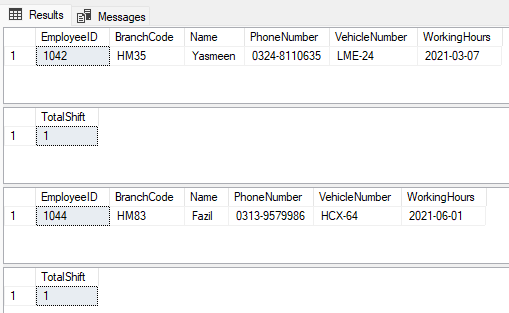 Results Messages
EmployeeID BranchCode Name PhoneNumber VehicleNumber WorkingHours
1 1042 HM35 Yasmeen 0324-8110635 LME-24 2021-03-07
TotalShift
1 1
EmployeeID BranchCode Name PhoneNumber VehicleNumber WorkingHours
1 1044 HM83 Fazil 0313-9579986 HCX-64 2021-06-01
TotalShift
1 1